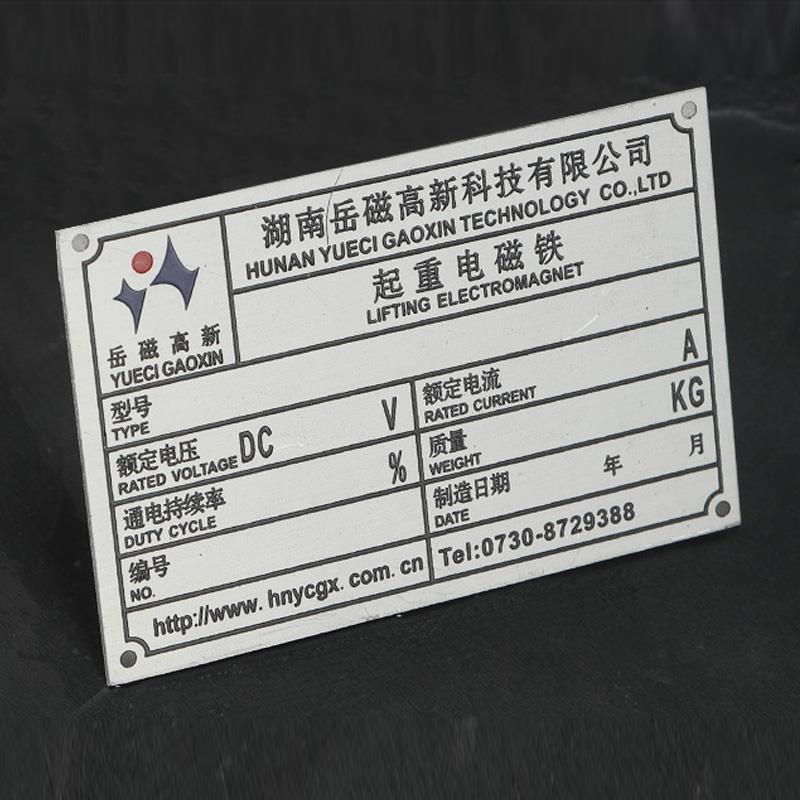 湖南岳磁高新科技有限公司
HUNAN YUECI GAOXIN TECHNOLOGY CO.,LTD
岳磁高新
YUECI GAOXIN
起重电磁铁
LIFTING ELECTROMAGNET
型号
TYPE
额定电压 DC V
RATED VOLTAGE
额定电流 A
RATED CURRENT
通电持续率 %
DUTY CYCLE
质量 KG
WEIGHT
编号
NO.
制造日期 年 月
DATE
http://www.hnycgx.com.cn
Tel:0730-8729388